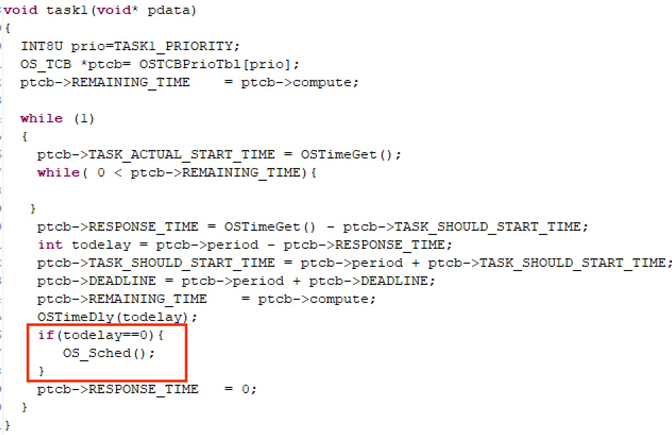 void task1(void* pdata)
{
INT8U prio=TASK1_PRIORITY;
OS_TCB *ptcb= OSTCBPrioTbl[prio];
ptcb->REMAINING_TIME = ptcb->compute;
while (1)
{
ptcb->TASK_ACTUAL_START_TIME = OSTimeGet();
while( 0 < ptcb->REMAINING_TIME){
}
ptcb->RESPONSE_TIME = OSTimeGet() - ptcb->TASK_SHOULD_START_TIME;
int todelay = ptcb->period - ptcb->RESPONSE_TIME;
ptcb->TASK_SHOULD_START_TIME = ptcb->period + ptcb->TASK_SHOULD_START_TIME;
ptcb->DEADLINE = ptcb->period + ptcb->DEADLINE;
ptcb->REMAINING_TIME = ptcb->compute;
OSTimeDly(todelay);
if(todelay==0){
OS_Sched();
}
ptcb->RESPONSE_TIME = 0;
}
}